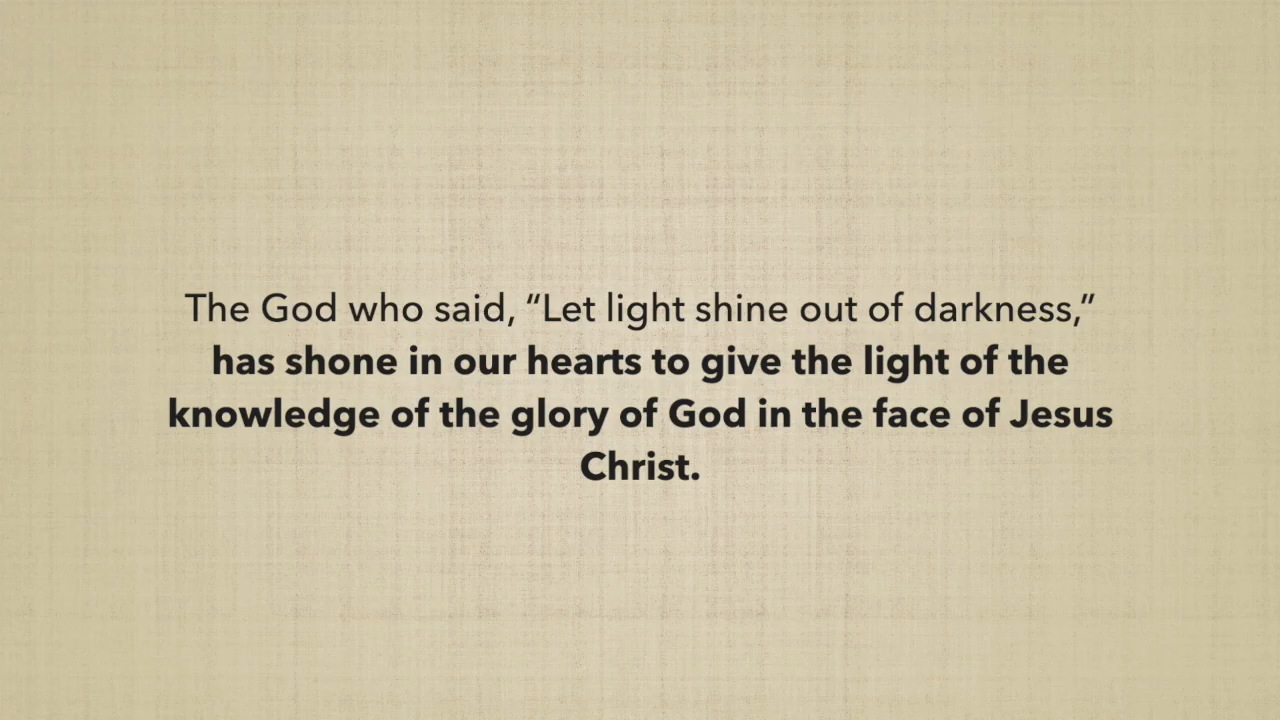 The God who said, “Let light shine out of darkness,”
has shone in our hearts to give the light of the
knowledge of the glory of God in the face of Jesus
Christ.